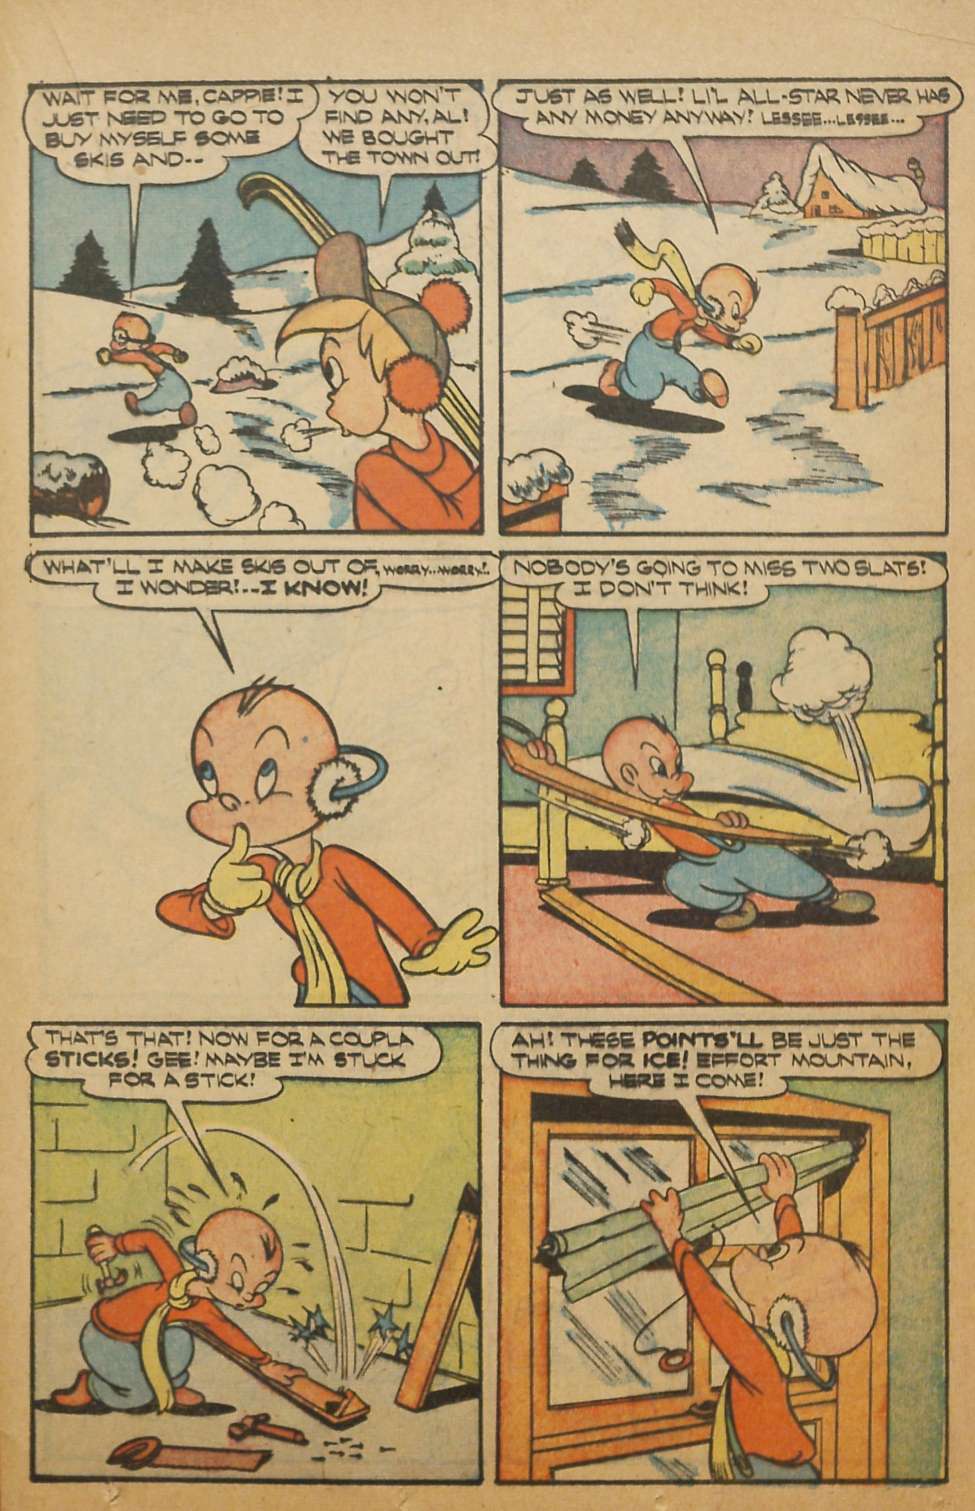 WAIT FOR ME, CAPPIE! I
JUST NEED TO GO TO
BUY MYSELF SOME
SKIS AND--
YOU WON'T
FIND ANY, AL!
WE BOUGHT
THE TOWN OUT!
JUST AS WELL! LI'L ALL-STAR NEVER HAS
ANY MONEY ANYWAY! LESSEE...LESSEE...
WHAT'LL I MAKE SKIS OUT OF, WORRY..WORRY!.
I WONDER!--I KNOW!
NOBODY'S GOING TO MISS TWO SLATS!
I DON'T THINK!
THAT'S THAT! NOW FOR A COUPLA
STICKS! GEE! MAYBE I'M STUCK
FOR A STICK!
AH! THESE POINTS'LL BE JUST THE
THING FOR ICE! EFFORT MOUNTAIN,
HERE I COME!